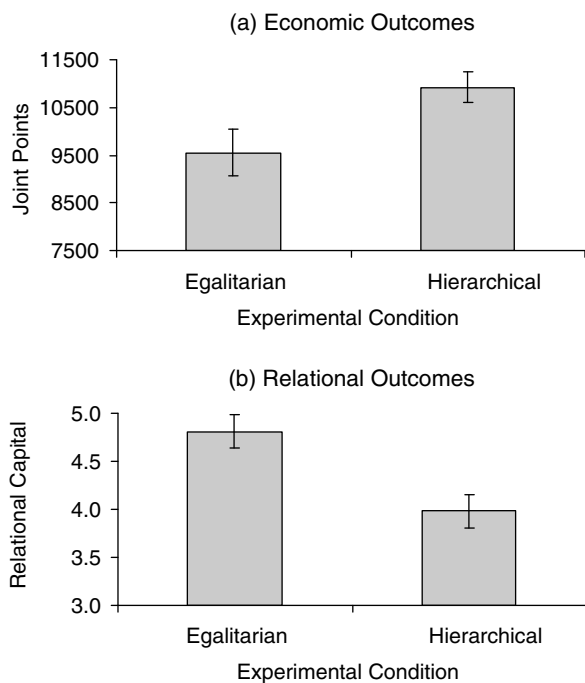 (a) Economic Outcomes
Joint Points
11500
10500
9500
8500
7500
Egalitarian Hierarchical
Experimental Condition
(b) Relational Outcomes
Relational Capital
5.0
4.5
4.0
3.5
3.0
Egalitarian Hierarchical
Experimental Condition